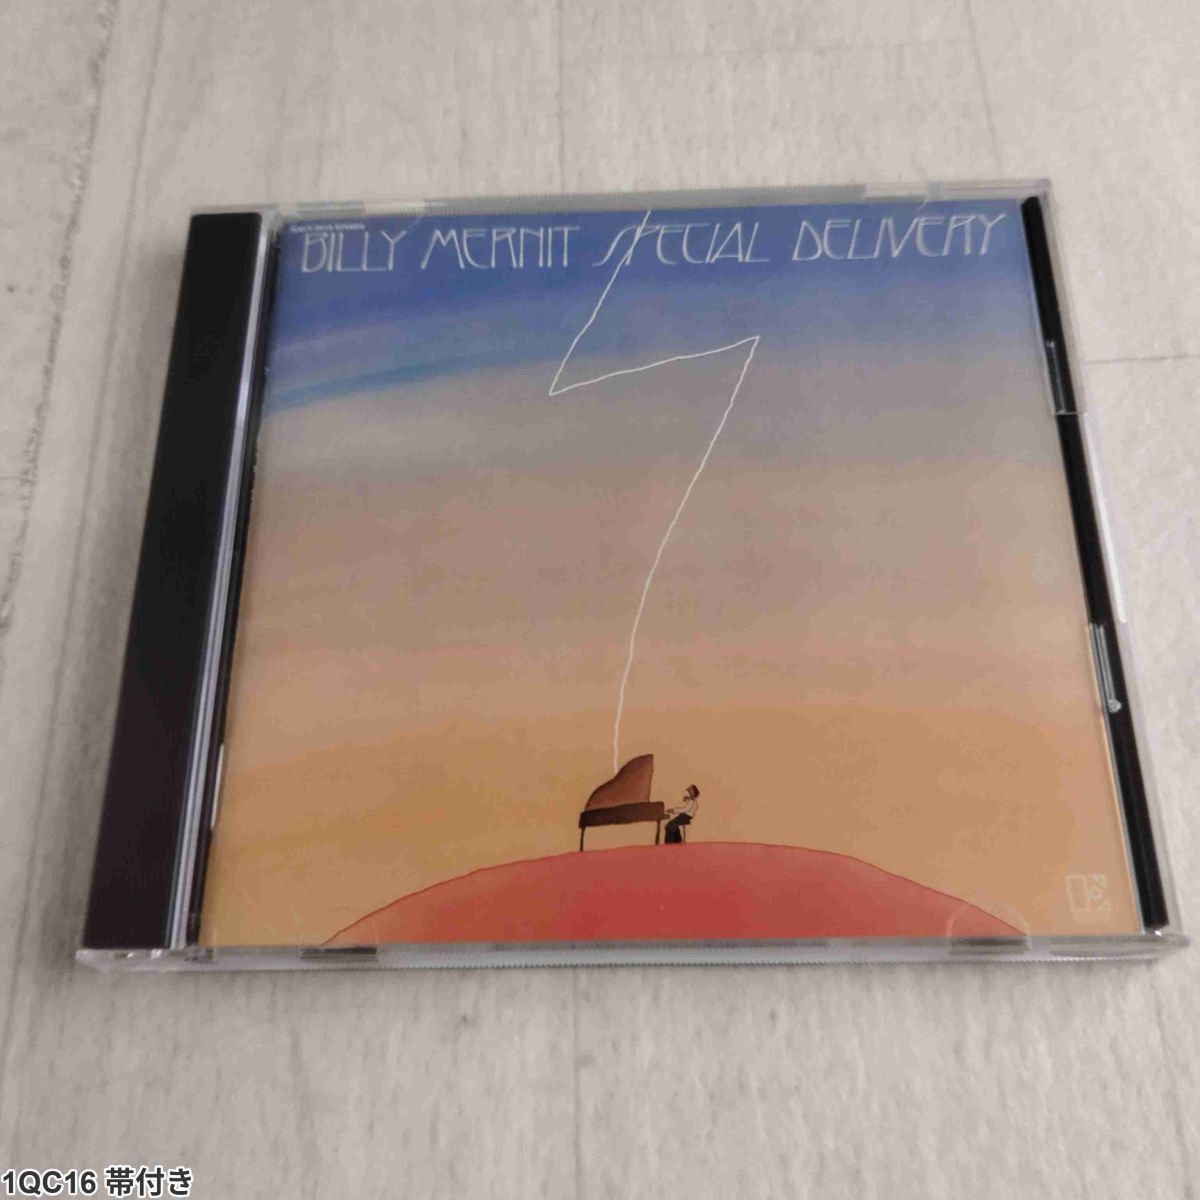 BILLY MERNIT SPECIAL DELIVERY
1QC16 帯付き